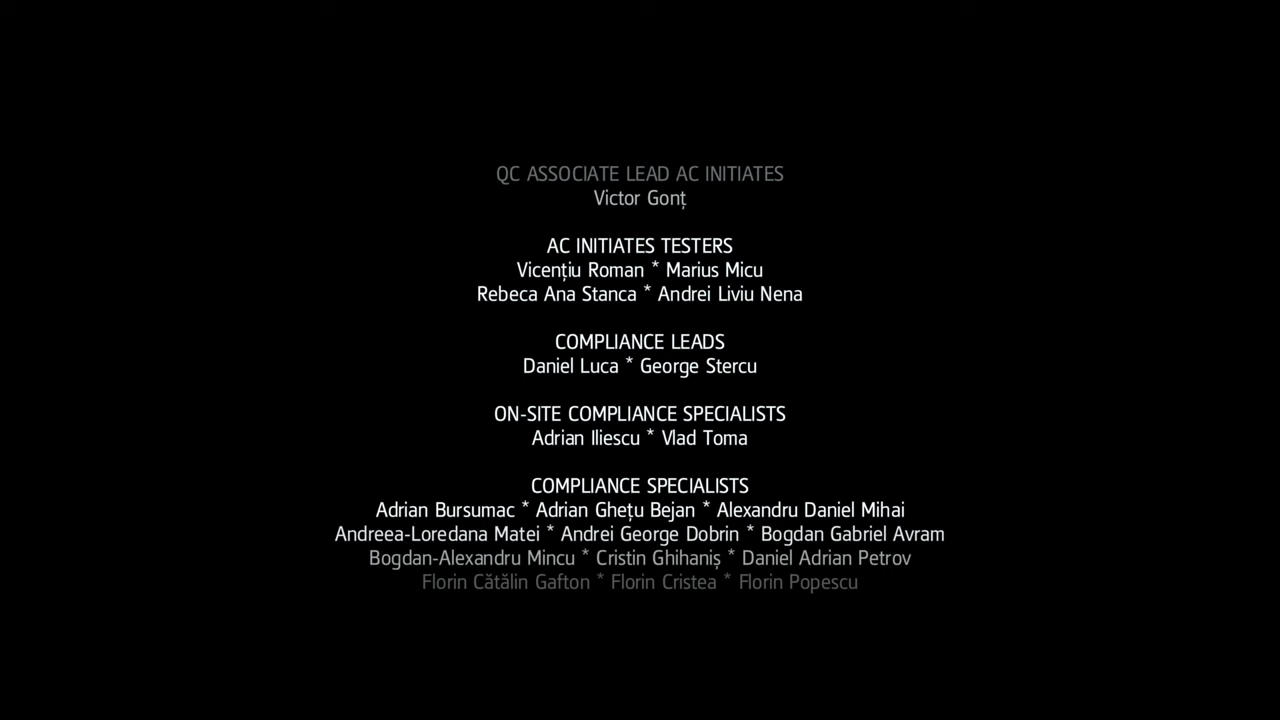 QC ASSOCIATE LEAD AC INITIATES
Victor Gonț
AC INITIATES TESTERS
Vicențiu Roman * Marius Micu
Rebeca Ana Stanca * Andrei Liviu Nena
COMPLIANCE LEADS
Daniel Luca * George Stercu
ON-SITE COMPLIANCE SPECIALISTS
Adrian Iliescu * Vlad Toma
COMPLIANCE SPECIALISTS
Adrian Bursumac * Adrian Ghețu Bejan * Alexandru Daniel Mihai
Andreea-Loredana Matei * Andrei George Dobrin * Bogdan Gabriel Avram
Bogdan-Alexandru Mincu * Cristin Ghihaniș * Daniel Adrian Petrov
Florin Cătălin Gafton * Florin Cristea * Florin Popescu